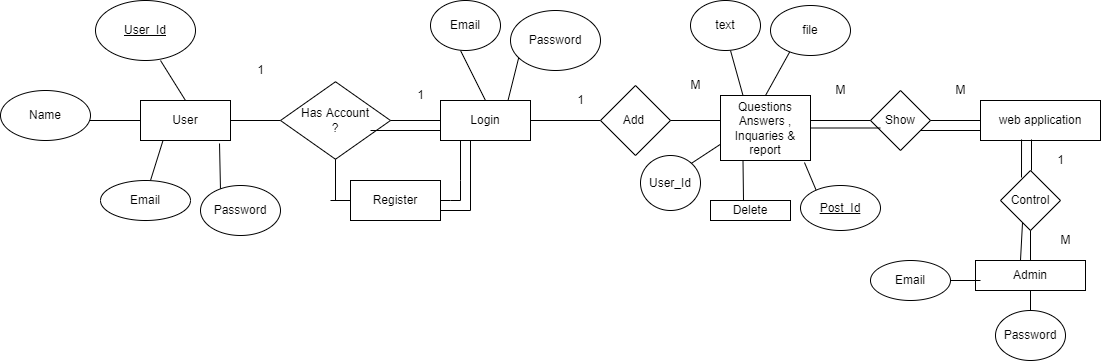 User_Id
Email
Password
text
file
1
M
M
M
1
1
Name
User
Has Account
?
Login
Add
Questions
Answers ,
Inquaries &
report
Show
web application
1
User_Id
Email
Password
Register
Delete
Post_Id
Control
M
Admin
Email
Password